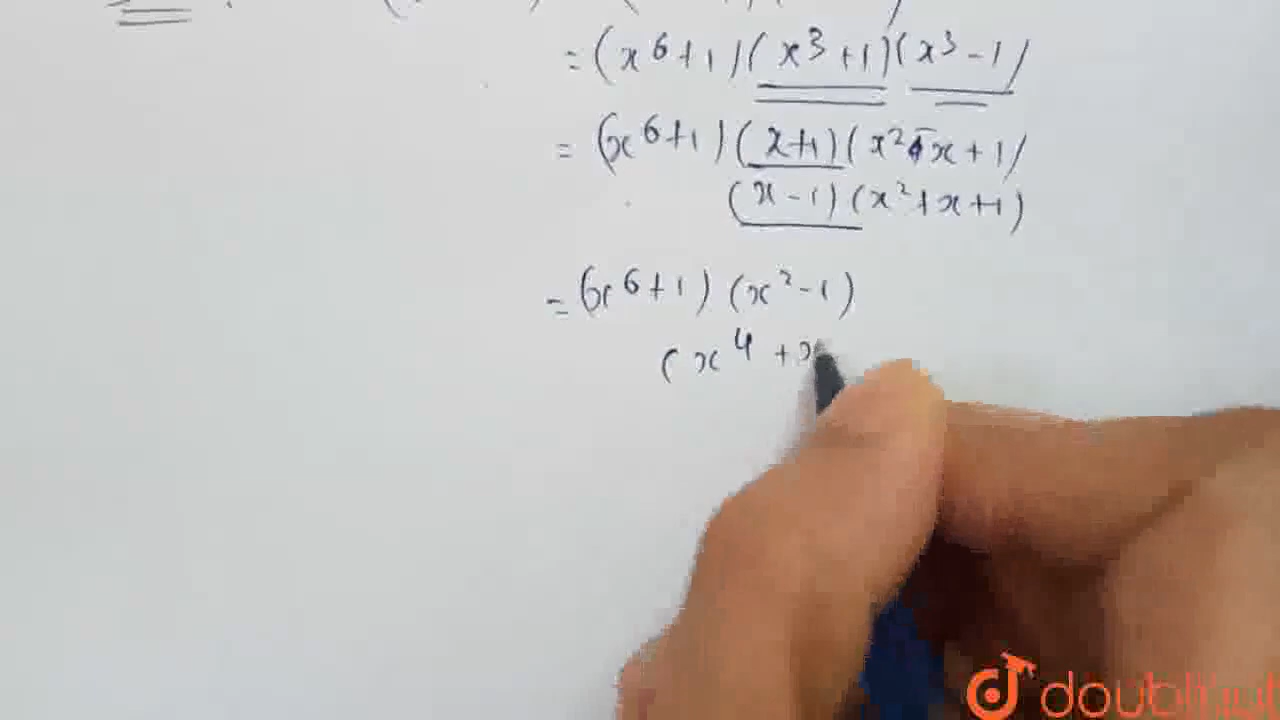 = (x⁶+1)(x³+1)(x³-1)
= (x⁶+1)(x+1)(x²-x+1)
(x-1)(x²+x+1)
= (x⁶+1)(x²-1)
(x⁴+x
doubtnut